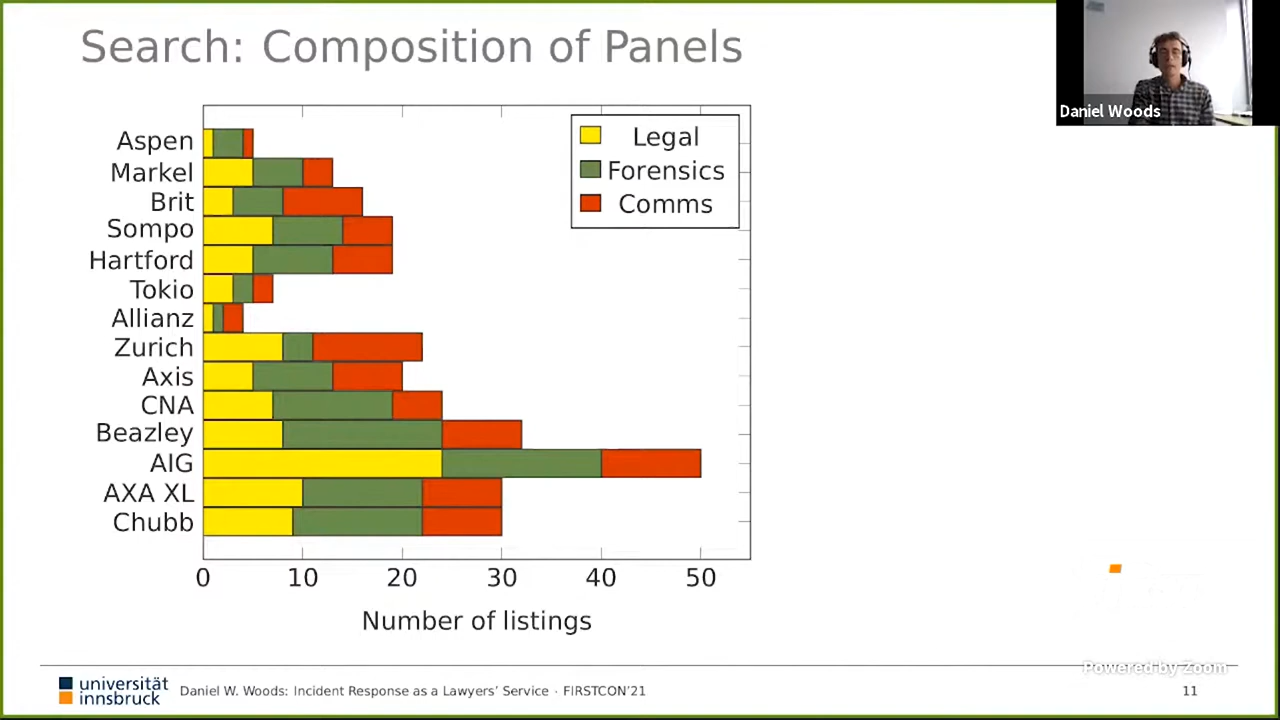 Search: Composition of Panels
Daniel Woods
Legal
Forensics
Comms
Aspen
Markel
Brit
Sompo
Hartford
Tokio
Allianz
Zurich
Axis
CNA
Beazley
AIG
AXA XL
Chubb
0 10 20 30 40 50
Number of listings
Powered by Zoom
universität
innsbruck
Daniel W. Woods: Incident Response as a Lawyers' Service · FIRSTCON'21
11